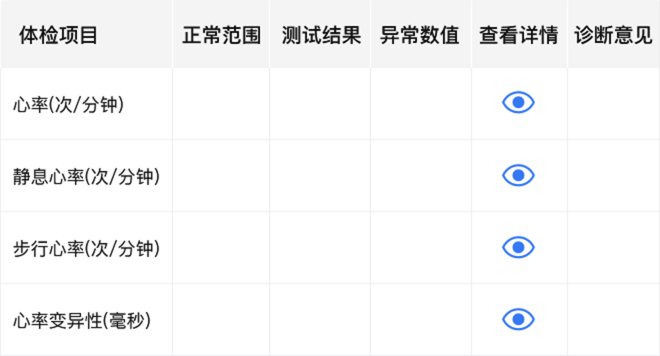 体检项目 正常范围 测试结果 异常数值 查看详情 诊断意见
心率(次/分钟)
静息心率(次/分钟)
步行心率(次/分钟)
心率变异性(毫秒)